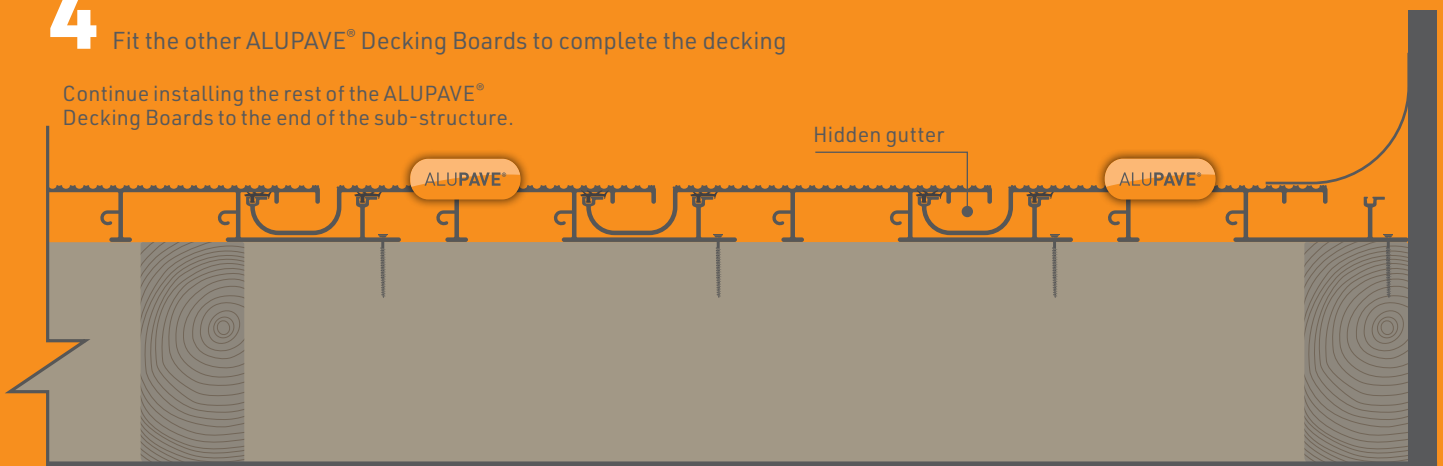 4 Fit the other ALUPAVE® Decking Boards to complete the decking
Continue installing the rest of the ALUPAVE®
Decking Boards to the end of the sub-structure.
Hidden gutter
ALUPAVE®
ALUPAVE®